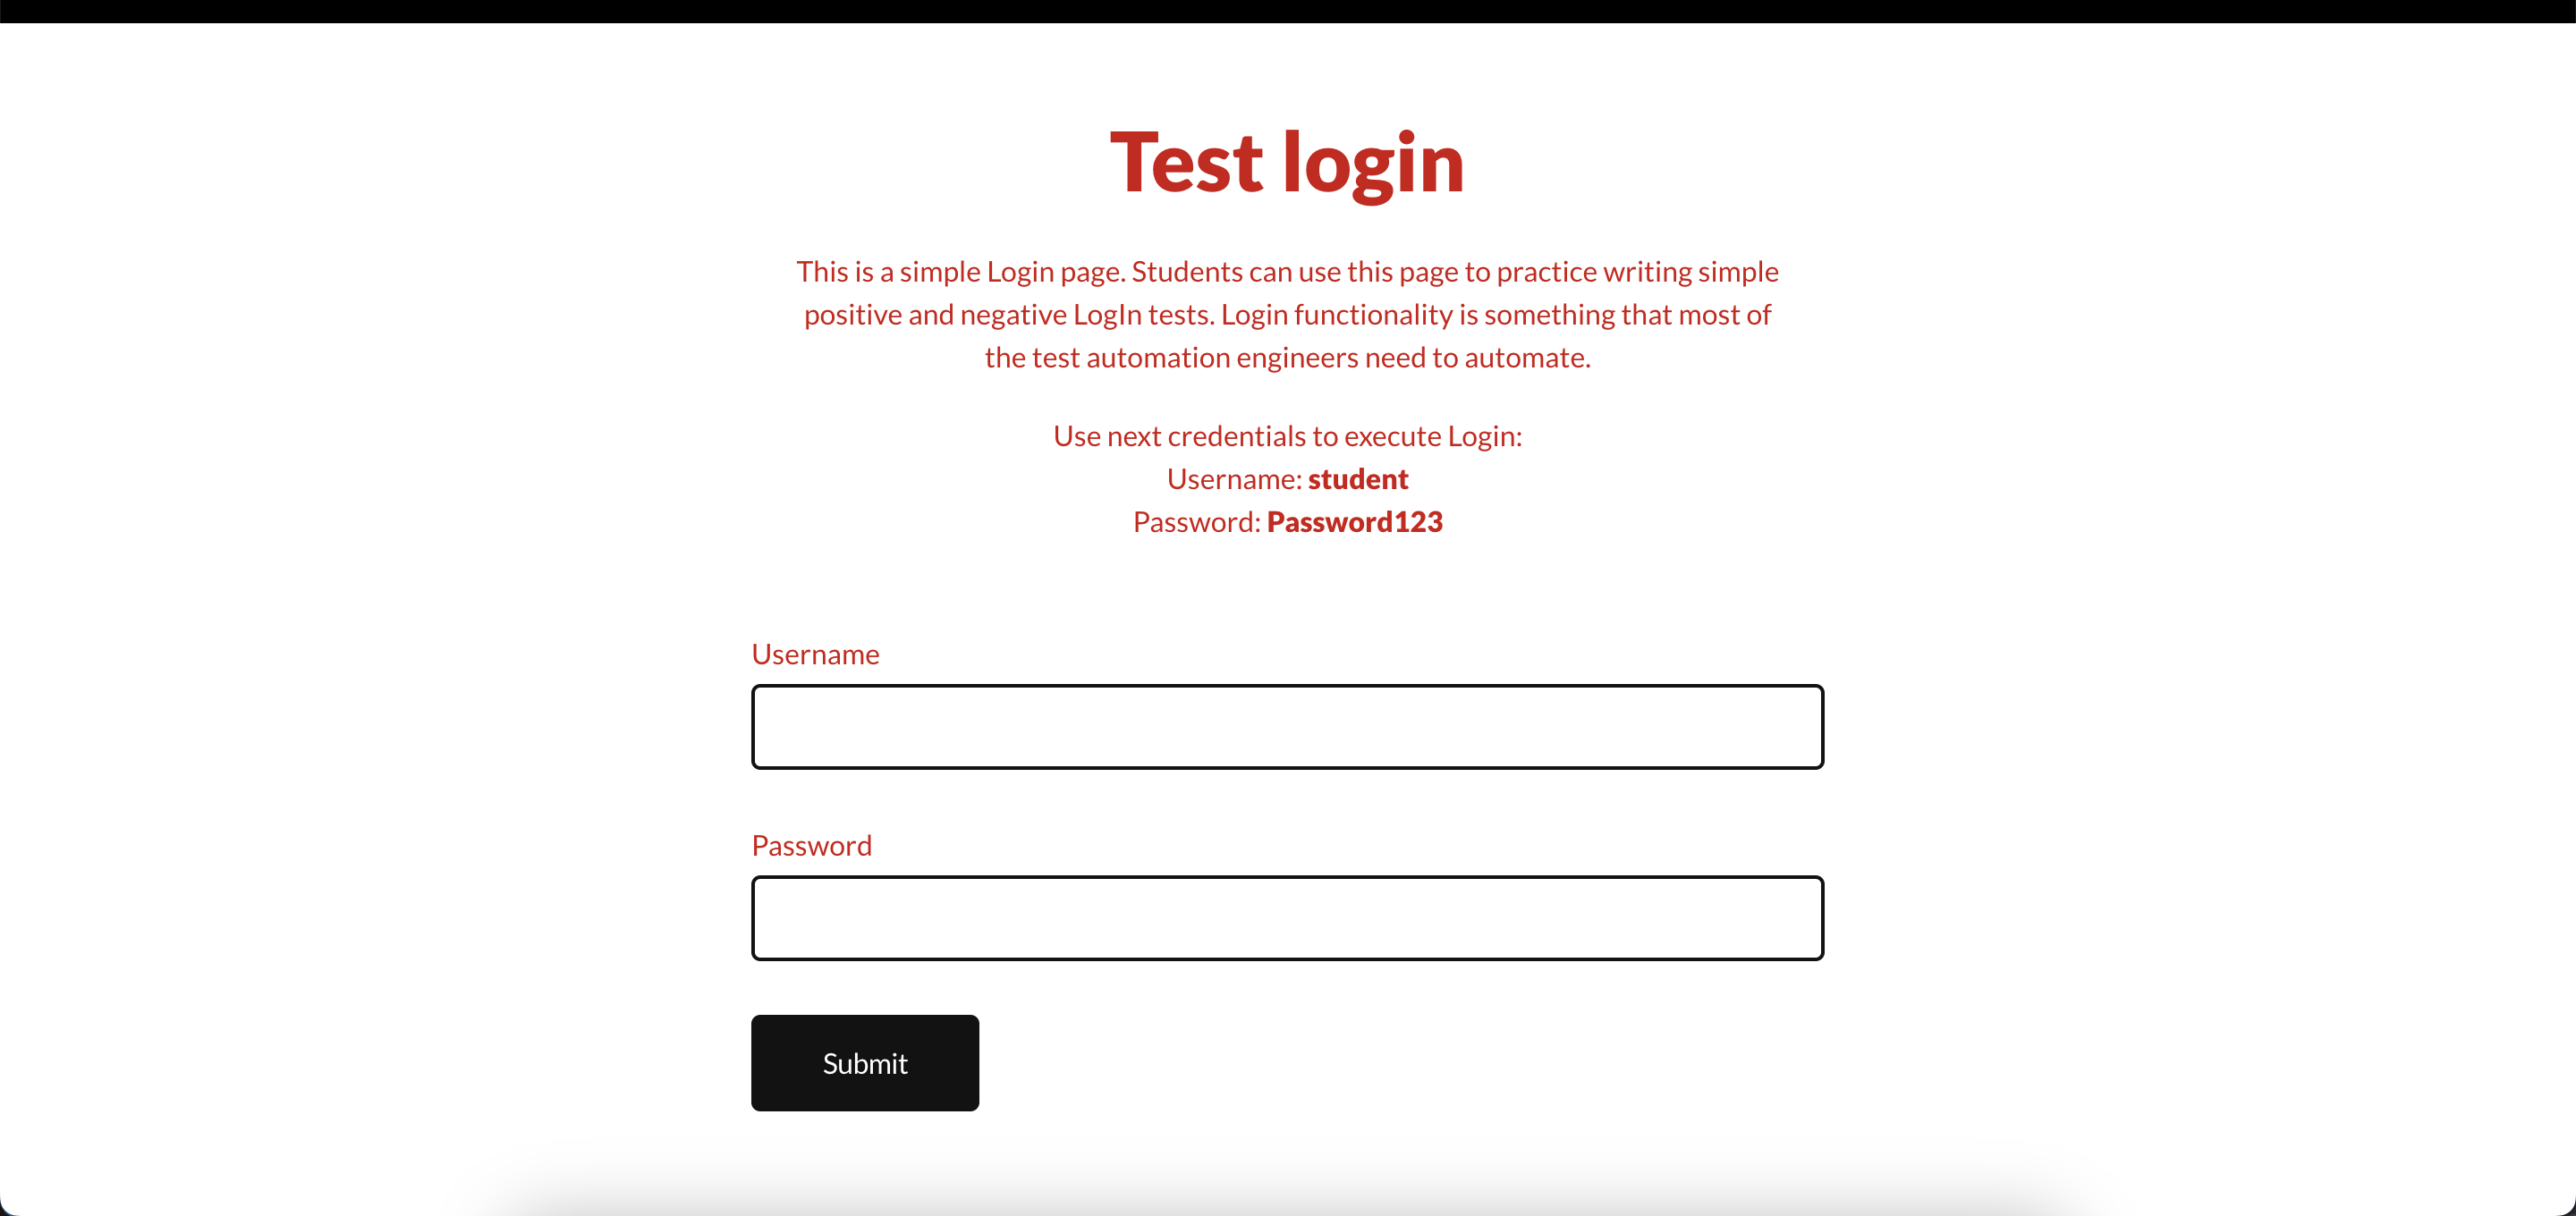 Test login
This is a simple Login page. Students can use this page to practice writing simple
positive and negative LogIn tests. Login functionality is something that most of
the test automation engineers need to automate.
Use next credentials to execute Login:
Username: student
Password: Password123
Username
Password
Submit